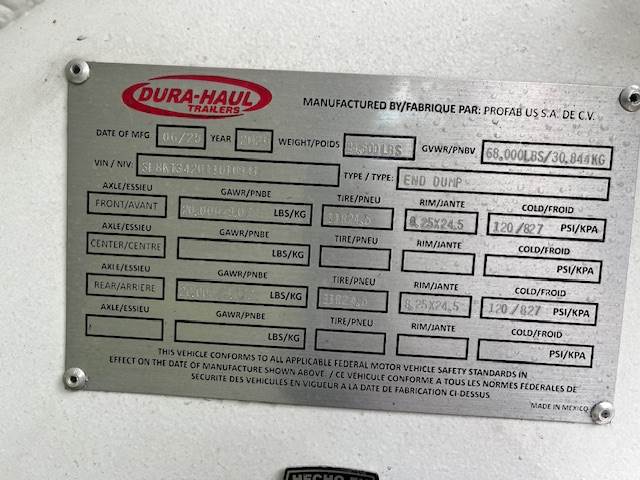 DURA-HAUL
TRAILERS
MANUFACTURED BY/FABRIQUE PAR: PROFAB US S.A. DE C.V.
DATE OF MFG 06/25 YEAR WEIGHT/POIDS GVWR/PNBV 68,000LBS/30,844KG
VIN / NIV: TYPE / TYPE: END DUMP
AXLE/ESSIEU GAWR/PNBE TIRE/PNEU RIM/JANTE COLD/FROID
FRONT/AVANT LBS/KG 11R24.5 8.25X24.5 120/827 PSI/KPA
AXLE/ESSIEU GAWR/PNBE TIRE/PNEU RIM/JANTE COLD/FROID
CENTER/CENTRE LBS/KG PSI/KPA
AXLE/ESSIEU GAWR/PNBE TIRE/PNEU RIM/JANTE COLD/FROID
REAR/ARRIERE LBS/KG 11R24.5 8.25X24.5 120/827 PSI/KPA
AXLE/ESSIEU GAWR/PNBE TIRE/PNEU RIM/JANTE COLD/FROID
LBS/KG PSI/KPA
THIS VEHICLE CONFORMS TO ALL APPLICABLE FEDERAL MOTOR VEHICLE SAFETY STANDARDS IN
EFFECT ON THE DATE OF MANUFACTURE SHOWN ABOVE. / CE VEHICULE CONFORME A TOUS LES NORMES FÉDERALES DE
SECURITE DES VEHICULES EN VIGUEUR A LA DATE DE FABRICATION CI-DESSUS
MADE IN MEXICO